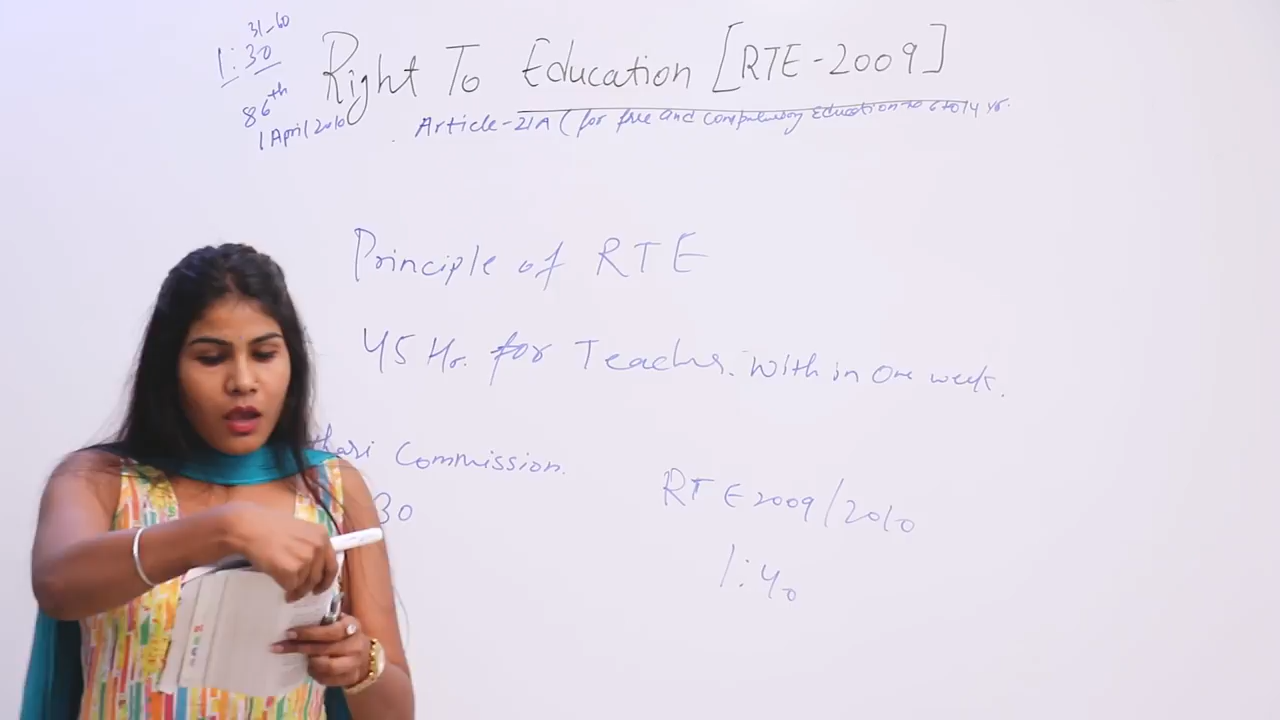 31-60
1:30
Right To Education [RTE-2009]
86th
1 April 2010
Article-21A (for free and compulsory Education to 6 to 14 yr.
Principle of RTE
45 Hr. for Teacher. With in One week.
thari Commission.
30
RTE 2009/2010
1:40